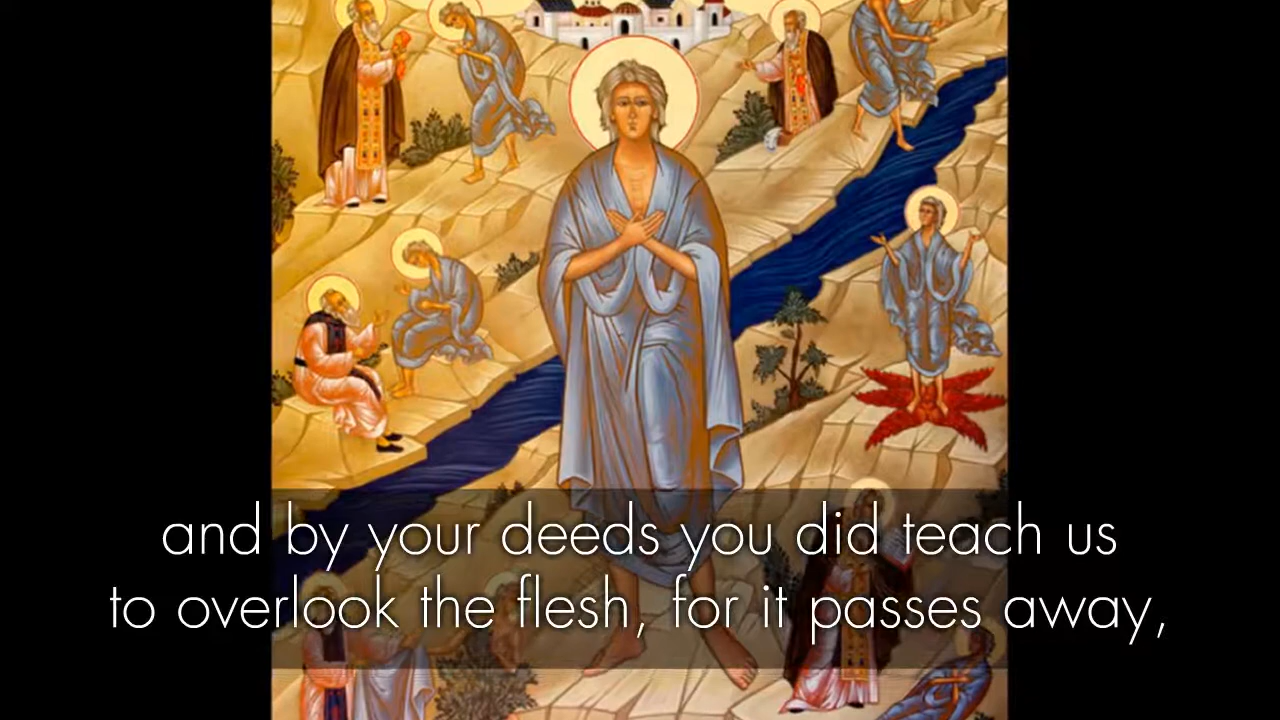 and by your deeds you did teach us
to overlook the flesh, for it passes away,